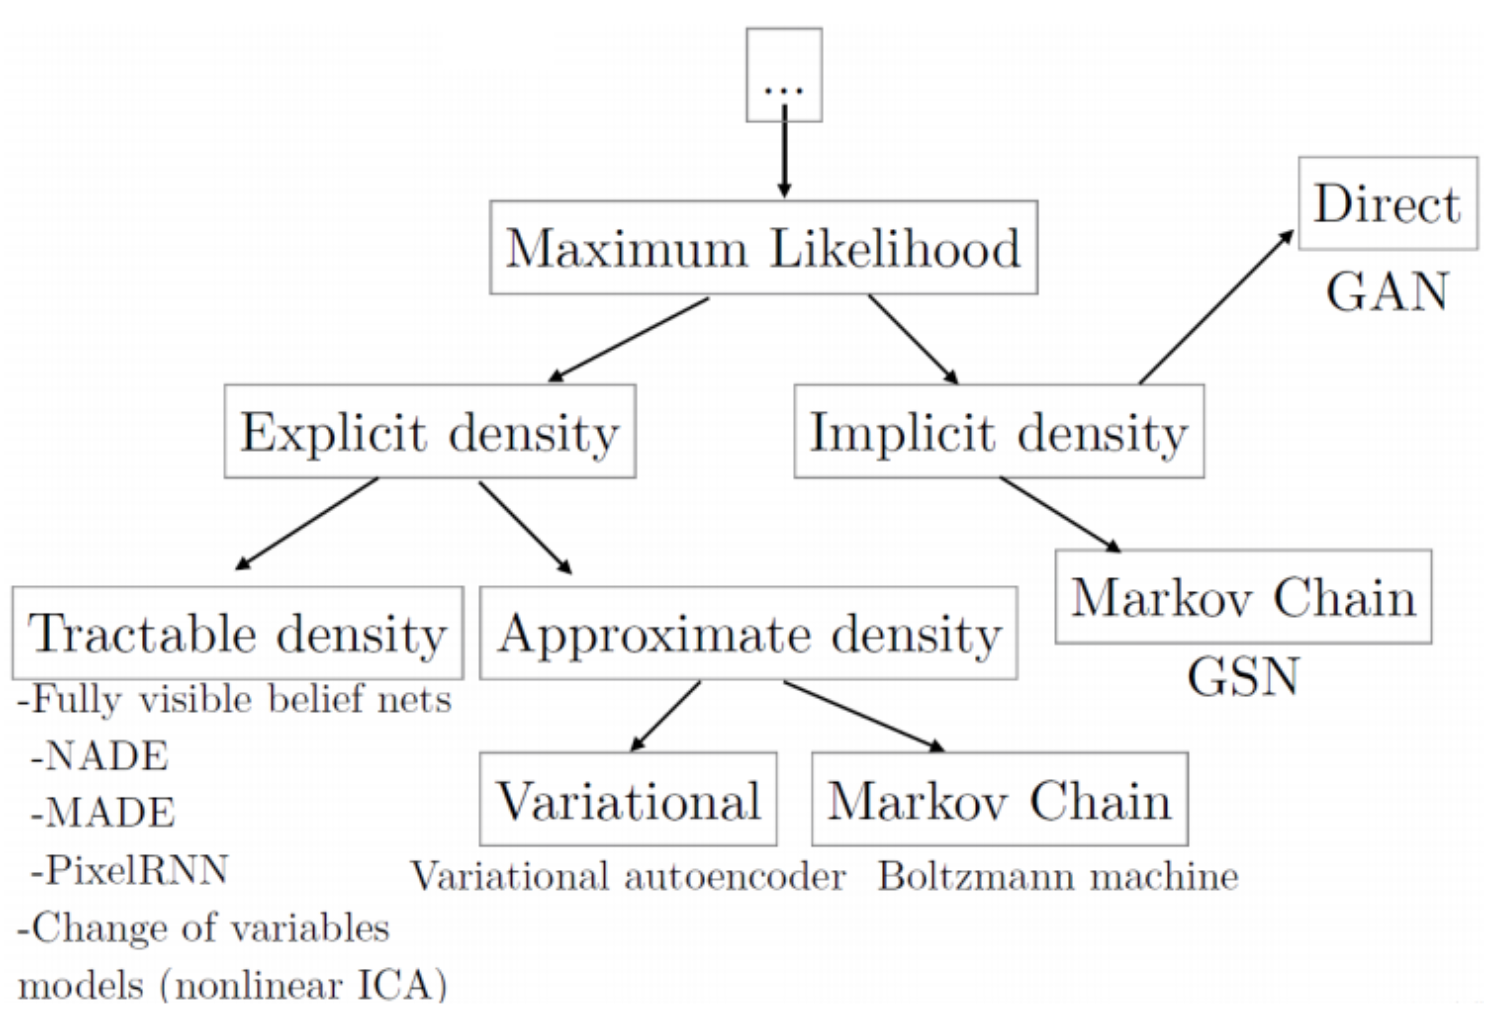 ...
Maximum Likelihood
Direct
GAN
Explicit density
Implicit density
Tractable density
-Fully visible belief nets
-NADE
-MADE
-PixelRNN
-Change of variables
models (nonlinear ICA)
Approximate density
Variational
Variational autoencoder
Markov Chain
Boltzmann machine
Markov Chain
GSN